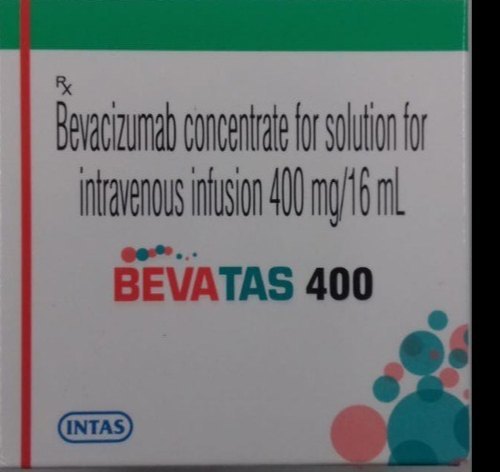 Rx
Bevacizumab concentrate for solution for
intravenous infusion 400 mg/16 mL
BEVATAS 400
INTAS